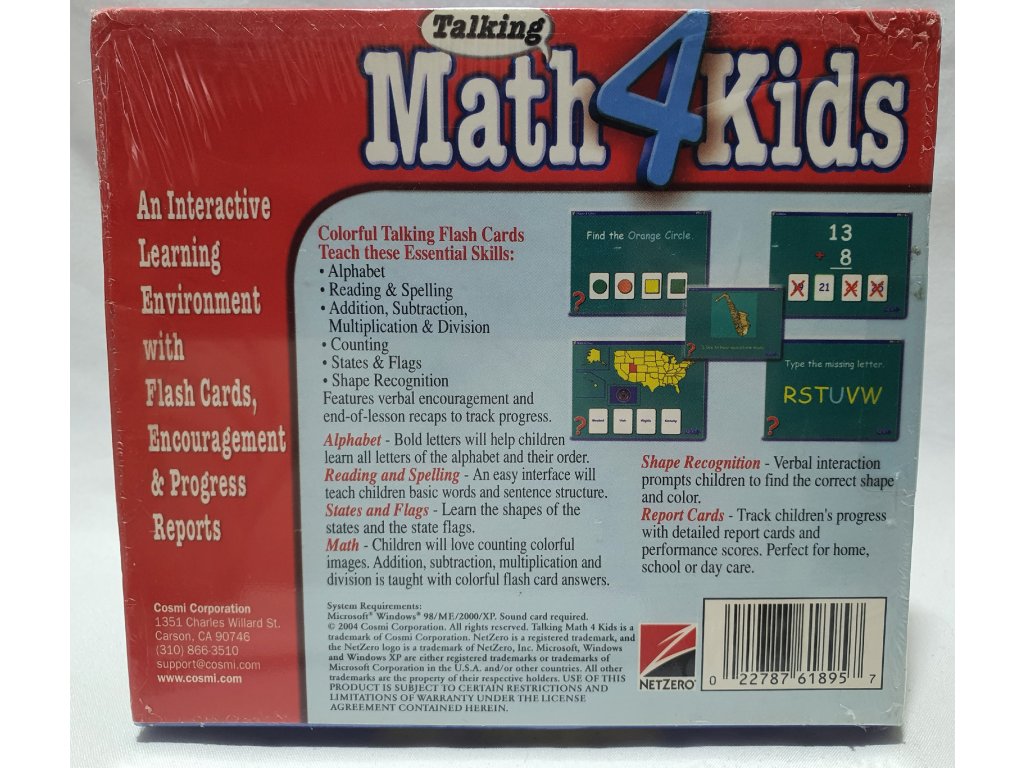 Talking
Math 4 Kids
An Interactive
Learning
Environment
with
Flash Cards,
Encouragement
& Progress
Reports
Cosmi Corporation
1351 Charles Willard St.
Carson, CA 90746
(310) 866-3510
support@cosmi.com
www.cosmi.com
Colorful Talking Flash Cards
Teach these Essential Skills:
• Alphabet
• Reading & Spelling
• Addition, Subtraction,
Multiplication & Division
• Counting
• States & Flags
• Shape Recognition
Features verbal encouragement and
end-of-lesson recaps to track progress.
Alphabet - Bold letters will help children
learn all letters of the alphabet and their order.
Reading and Spelling - An easy interface will
teach children basic words and sentence structure.
States and Flags - Learn the shapes of the
states and the state flags.
Math - Children will love counting colorful
images. Addition, subtraction, multiplication and
division is taught with colorful flash card answers.
Find the Orange Circle.
?
13
+ 8
21
?
?
?
Type the missing letter.
RSTUVW
?
Shape Recognition - Verbal interaction
prompts children to find the correct shape
and color.
Report Cards - Track children's progress
with detailed report cards and
performance scores. Perfect for home,
school or day care.
System Requirements:
Microsoft® Windows® 98/ME/2000/XP. Sound card required.
© 2004 Cosmi Corporation. All rights reserved. Talking Math 4 Kids is a
trademark of Cosmi Corporation. NetZero is a registered trademark, and
the NetZero logo is a trademark of NetZero, Inc. Microsoft, Windows
and Windows XP are either registered trademarks or trademarks of
Microsoft Corporation in the U.S.A. and/or other countries. All other
trademarks are the property of their respective holders. USE OF THIS
PRODUCT IS SUBJECT TO CERTAIN RESTRICTIONS AND
LIMITATIONS OF WARRANTY UNDER THE LICENSE
AGREEMENT CONTAINED HEREIN.
NETZERO
0 22787 61895 7